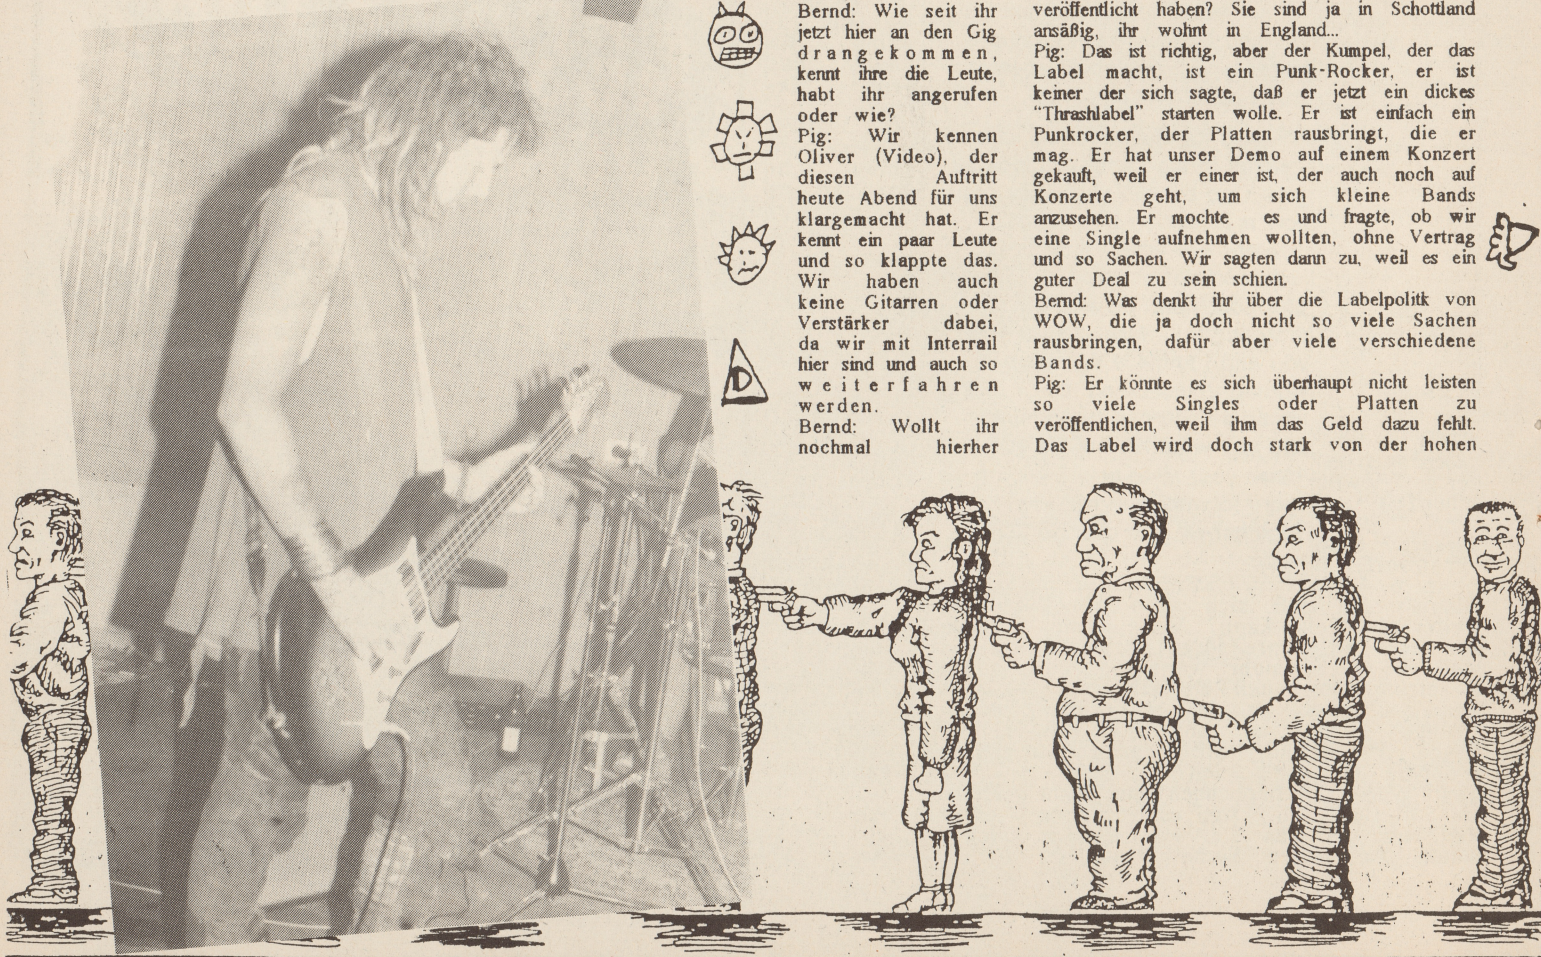 Bernd: Wie seit ihr
jetzt hier an den Gig
drangekommen,
kennt ihre die Leute,
habt ihr angerufen
oder wie?
Pig: Wir kennen
Oliver (Video), der
diesen Auftritt
heute Abend für uns
klargemacht hat. Er
kennt ein paar Leute
und so klappte das.
Wir haben auch
keine Gitarren oder
Verstärker dabei,
da wir mit Interrail
hier sind und auch so
weiterfahren
werden.
Bernd: Wollt ihr
nochmal hierher
veröffentlicht haben? Sie sind ja in Schottland
ansäßig, ihr wohnt in England...
Pig: Das ist richtig, aber der Kumpel, der das
Label macht, ist ein Punk-Rocker, er ist
keiner der sich sagte, daß er jetzt ein dickes
"Thrashlabel" starten wolle. Er ist einfach ein
Punkrocker, der Platten rausbringt, die er
mag. Er hat unser Demo auf einem Konzert
gekauft, weil er einer ist, der auch noch auf
Konzerte geht, um sich kleine Bands
anzusehen. Er mochte es und fragte, ob wir
eine Single aufnehmen wollten, ohne Vertrag
und so Sachen. Wir sagten dann zu, weil es ein
guter Deal zu sein schien.
Bernd: Was denkt ihr über die Labelpolitk von
WOW, die ja doch nicht so viele Sachen
rausbringen, dafür aber viele verschiedene
Bands.
Pig: Er könnte es sich überhaupt nicht leisten
so viele Singles oder Platten zu
veröffentlichen, weil ihm das Geld dazu fehlt.
Das Label wird doch stark von der hohen
D